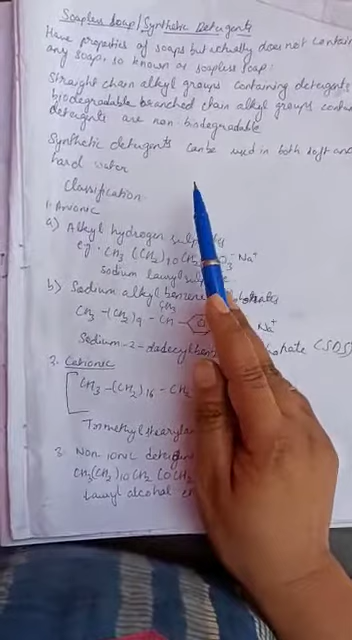 Soapless Soap/Synthetic Detergents
Have properties of soaps but actually does not contain
any soap, so known as soapless soap.
Straight chain alkyl groups containing detergents
biodegradable branched chain alkyl groups
detergents are non-biodegradable
Synthetic detergents can be used in both soft and
hard water
Classification
1. Anionic
a) Alkyl hydrogen
eg. CH3 (CH2)10 CH2 Na+
sodium lauryl
b) Sodium alkyl benzene
CH3
CH3 -(CH2)9 - CH - Na+
Sodium-2-dodecyl (SDS)
2. Cationic
CH3 -(CH2)16 - CH2
Trimethyl stearyl
3. Non ionic
CH3(CH2)10 CH2
Lauryl alcohol